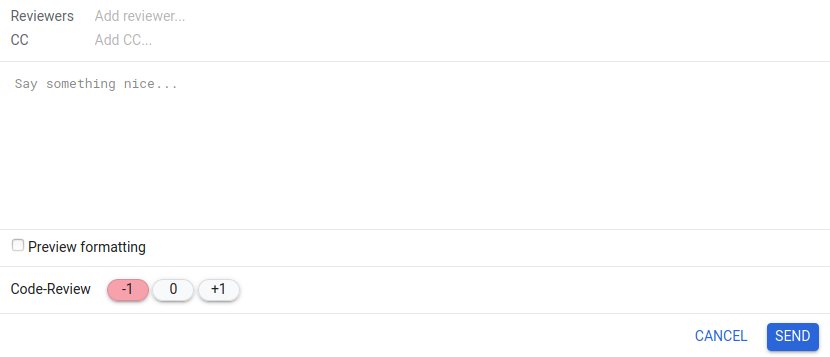 Reviewers Add reviewer...
CC Add CC...
Say something nice...
Preview formatting
Code-Review -1 0 +1
CANCEL SEND